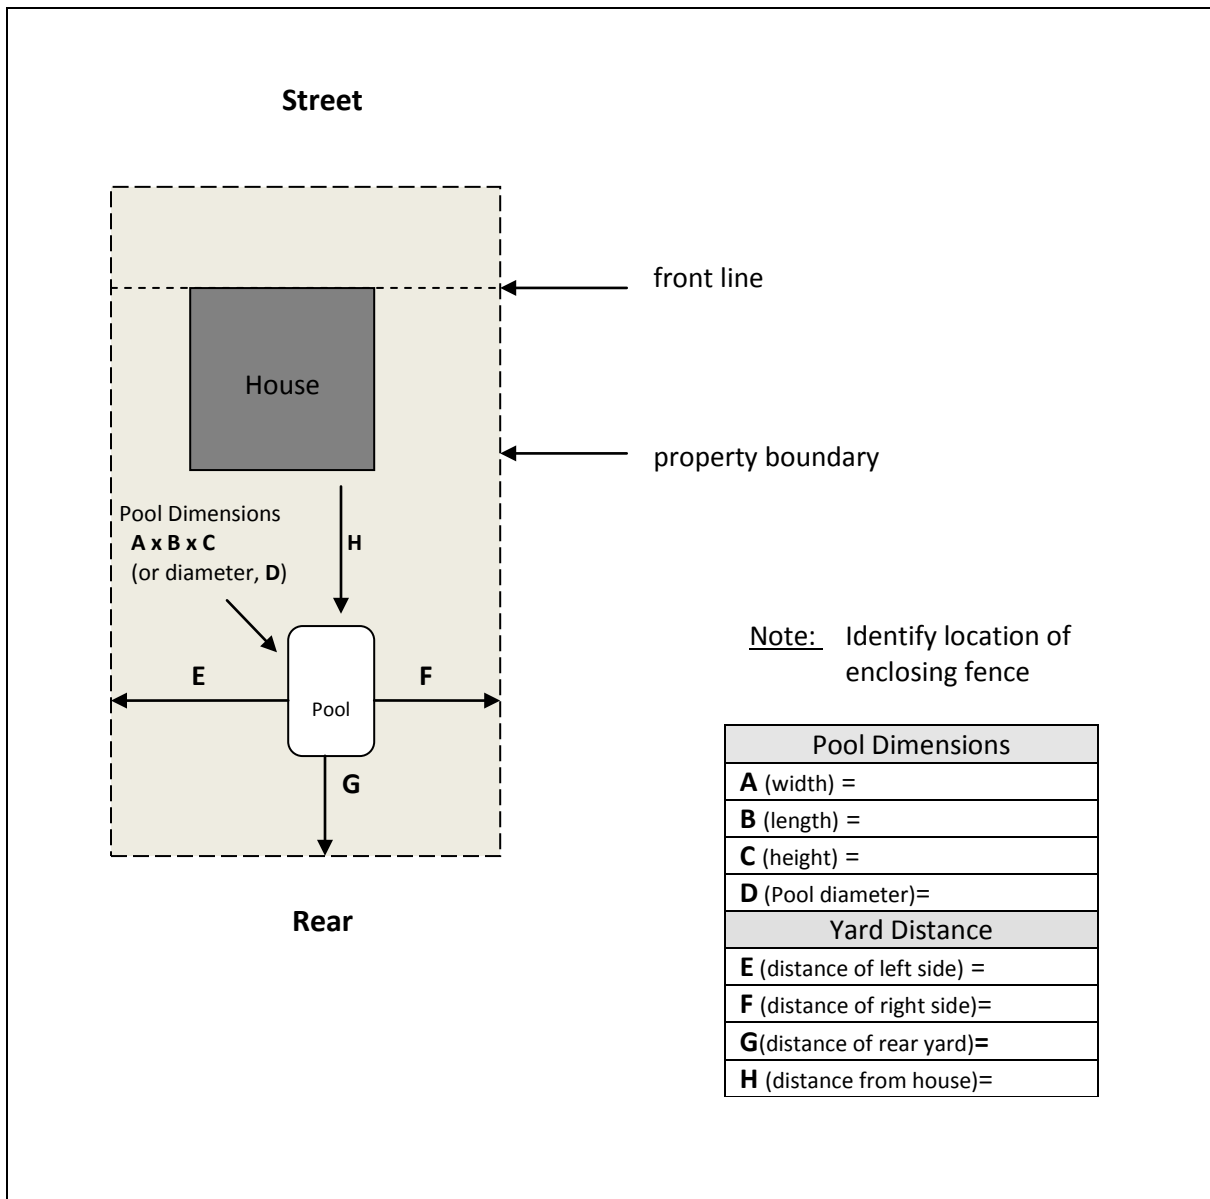 Street
front line
House
property boundary
Pool Dimensions
A x B x C
(or diameter, D)
H
Note: Identify location of
enclosing fence
E
F
Pool
G
Rear
Pool Dimensions
A (width) =
B (length) =
C (height) =
D (Pool diameter)=
Yard Distance
E (distance of left side) =
F (distance of right side)=
G(distance of rear yard)=
H (distance from house)=